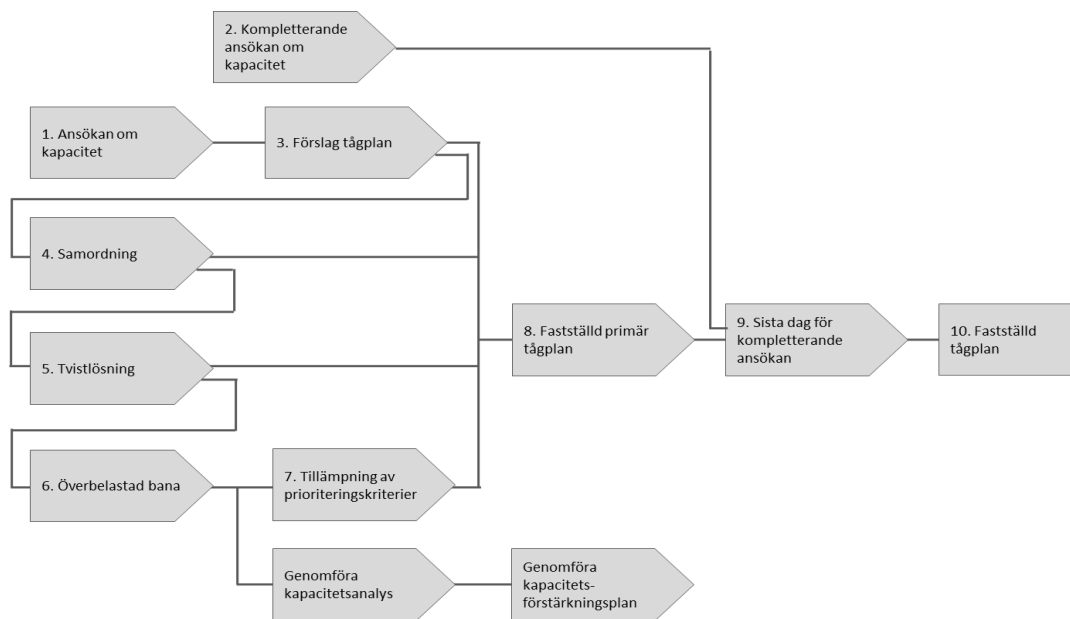 2. Kompletterande
ansökan om
kapacitet
1. Ansökan om
kapacitet
3. Förslag tågplan
4. Samordning
5. Tvistlösning
6. Överbelastad bana
7. Tillämpning av
prioriteringskriterier
8. Fastställd primär
tågplan
9. Sista dag för
kompletterande
ansökan
10. Fastställd
tågplan
Genomföra
kapacitetsanalys
Genomföra
kapacitets-
förstärkningsplan